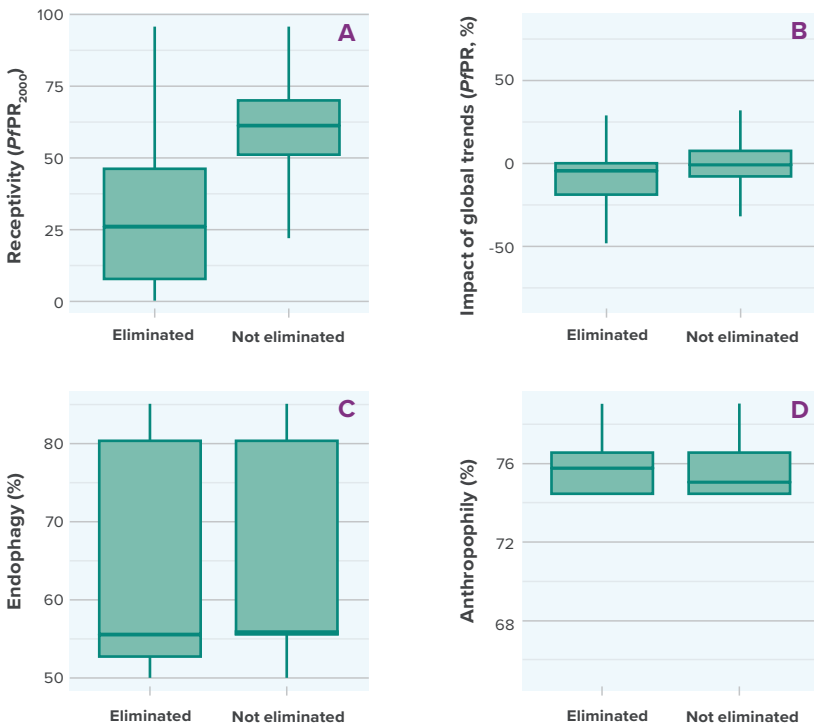 A
Receptivity (PfPR2000)
100
75
50
25
0
Eliminated
Not eliminated
B
Impact of global trends (PfPR, %)
50
0
-50
Eliminated
Not eliminated
C
Endophagy (%)
80
70
60
50
Eliminated
Not eliminated
D
Anthropophily (%)
76
72
68
Eliminated
Not eliminated